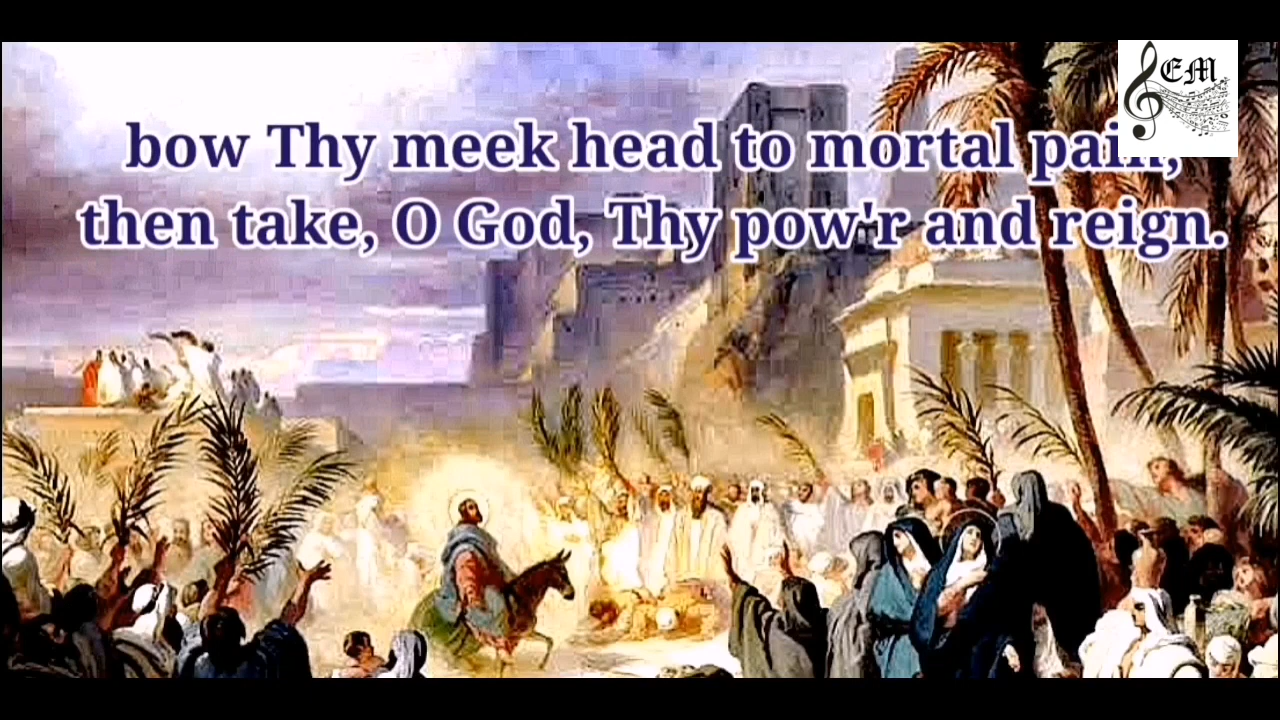 EM
bow Thy meek head to mortal pain,
then take, O God, Thy pow'r and reign.